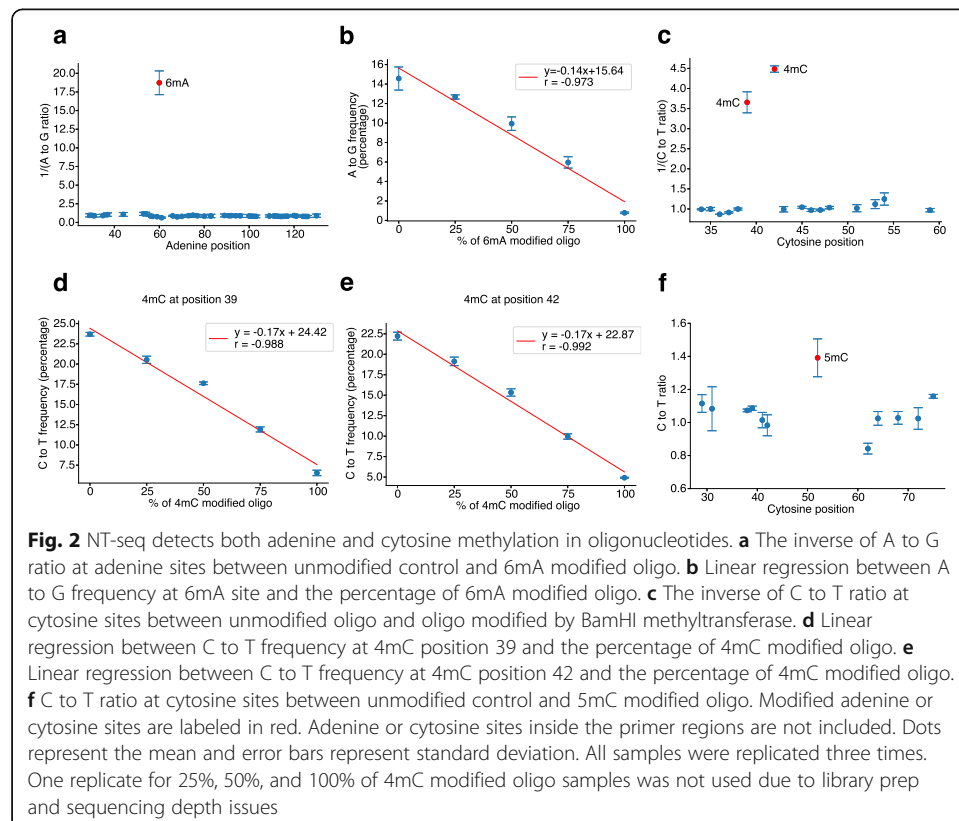 a
20.0
17.5
15.0
12.5
10.0
7.5
5.0
2.5
0.0
1/(A to G ratio)
6mA
40 60 80 100 120
Adenine position
b
16
14
12
10
8
6
4
2
0
A to G frequency
(percentage)
y=-0.14x+15.64
r = -0.973
0 25 50 75 100
% of 6mA modified oligo
c
4.5
4.0
3.5
3.0
2.5
2.0
1.5
1.0
1/(C to T ratio)
4mC
4mC
35 40 45 50 55 60
Cytosine position
d
4mC at position 39
25.0
22.5
20.0
17.5
15.0
12.5
10.0
7.5
C to T frequency (percentage)
y = -0.17x + 24.42
r = -0.988
0 25 50 75 100
% of 4mC modified oligo
e
4mC at position 42
22.5
20.0
17.5
15.0
12.5
10.0
7.5
5.0
C to T frequency (percentage)
y = -0.17x + 22.87
r = -0.992
0 25 50 75 100
% of 4mC modified oligo
f
1.6
1.4
1.2
1.0
0.8
0.6
C to T ratio
5mC
30 40 50 60 70
Cytosine position
Fig. 2 NT-seq detects both adenine and cytosine methylation in oligonucleotides. a The inverse of A to G
ratio at adenine sites between unmodified control and 6mA modified oligo. b Linear regression between A
to G frequency at 6mA site and the percentage of 6mA modified oligo. c The inverse of C to T ratio at
cytosine sites between unmodified oligo and oligo modified by BamHI methyltransferase. d Linear
regression between C to T frequency at 4mC position 39 and the percentage of 4mC modified oligo. e
Linear regression between C to T frequency at 4mC position 42 and the percentage of 4mC modified oligo.
f C to T ratio at cytosine sites between unmodified control and 5mC modified oligo. Modified adenine or
cytosine sites are labeled in red. Adenine or cytosine sites inside the primer regions are not included. Dots
represent the mean and error bars represent standard deviation. All samples were replicated three times.
One replicate for 25%, 50%, and 100% of 4mC modified oligo samples was not used due to library prep
and sequencing depth issues